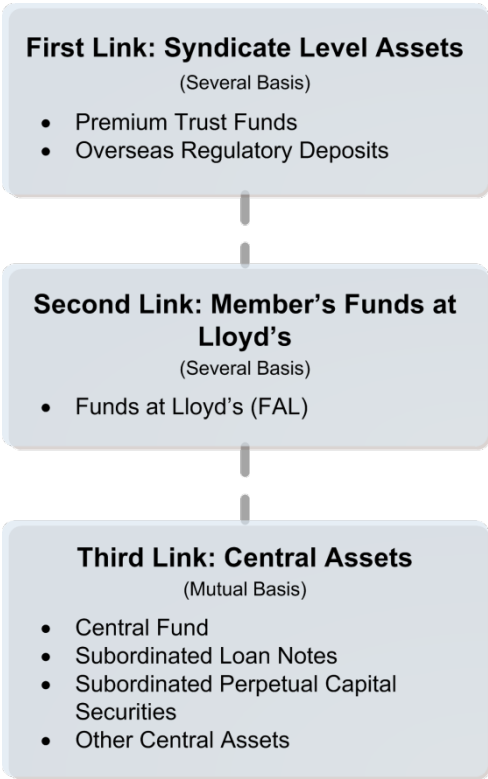 First Link: Syndicate Level Assets
(Several Basis)
• Premium Trust Funds
• Overseas Regulatory Deposits
Second Link: Member’s Funds at
Lloyd’s
(Several Basis)
• Funds at Lloyd’s (FAL)
Third Link: Central Assets
(Mutual Basis)
• Central Fund
• Subordinated Loan Notes
• Subordinated Perpetual Capital
Securities
• Other Central Assets